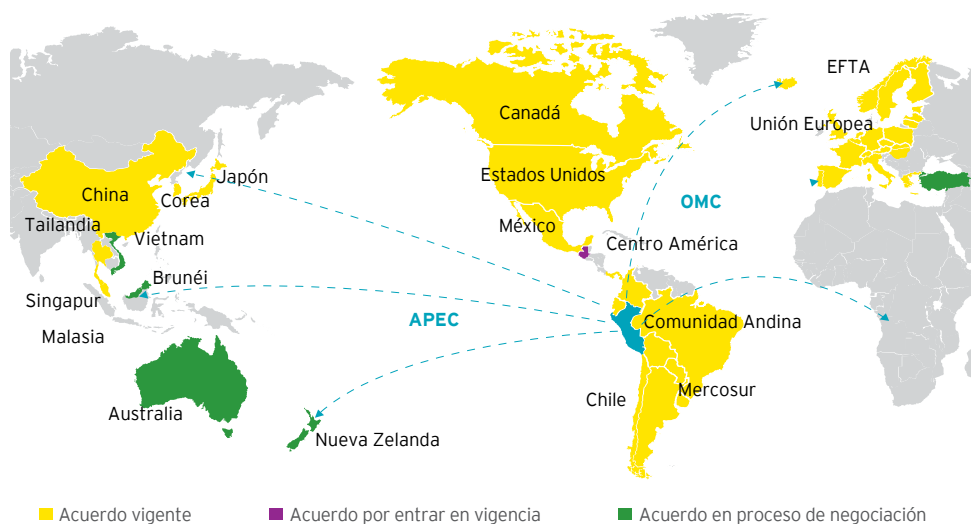 EFTA
Unión Europea
Canadá
Estados Unidos
OMC
México
Centro América
Japón
China
Corea
Tailandia
Vietnam
Brunéi
Singapur
Malasia
APEC
Comunidad Andina
Mercosur
Chile
Australia
Nueva Zelanda
Acuerdo vigente
Acuerdo por entrar en vigencia
Acuerdo en proceso de negociación